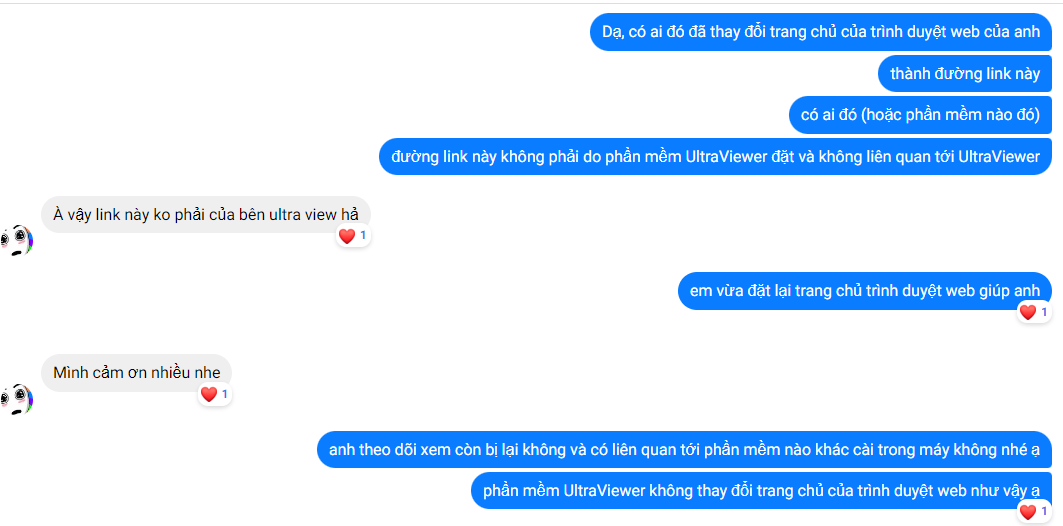 Dạ, có ai đó đã thay đổi trang chủ của trình duyệt web của anh
thành đường link này
có ai đó (hoặc phần mềm nào đó)
đường link này không phải do phần mềm UltraViewer đặt và không liên quan tới UltraViewer
À vậy link này ko phải của bên ultra view hả
1
em vừa đặt lại trang chủ trình duyệt web giúp anh
1
Mình cảm ơn nhiều nhe
1
anh theo dõi xem còn bị lại không và có liên quan tới phần mềm nào khác cài trong máy không nhé ạ
phần mềm UltraViewer không thay đổi trang chủ của trình duyệt web như vậy ạ
1